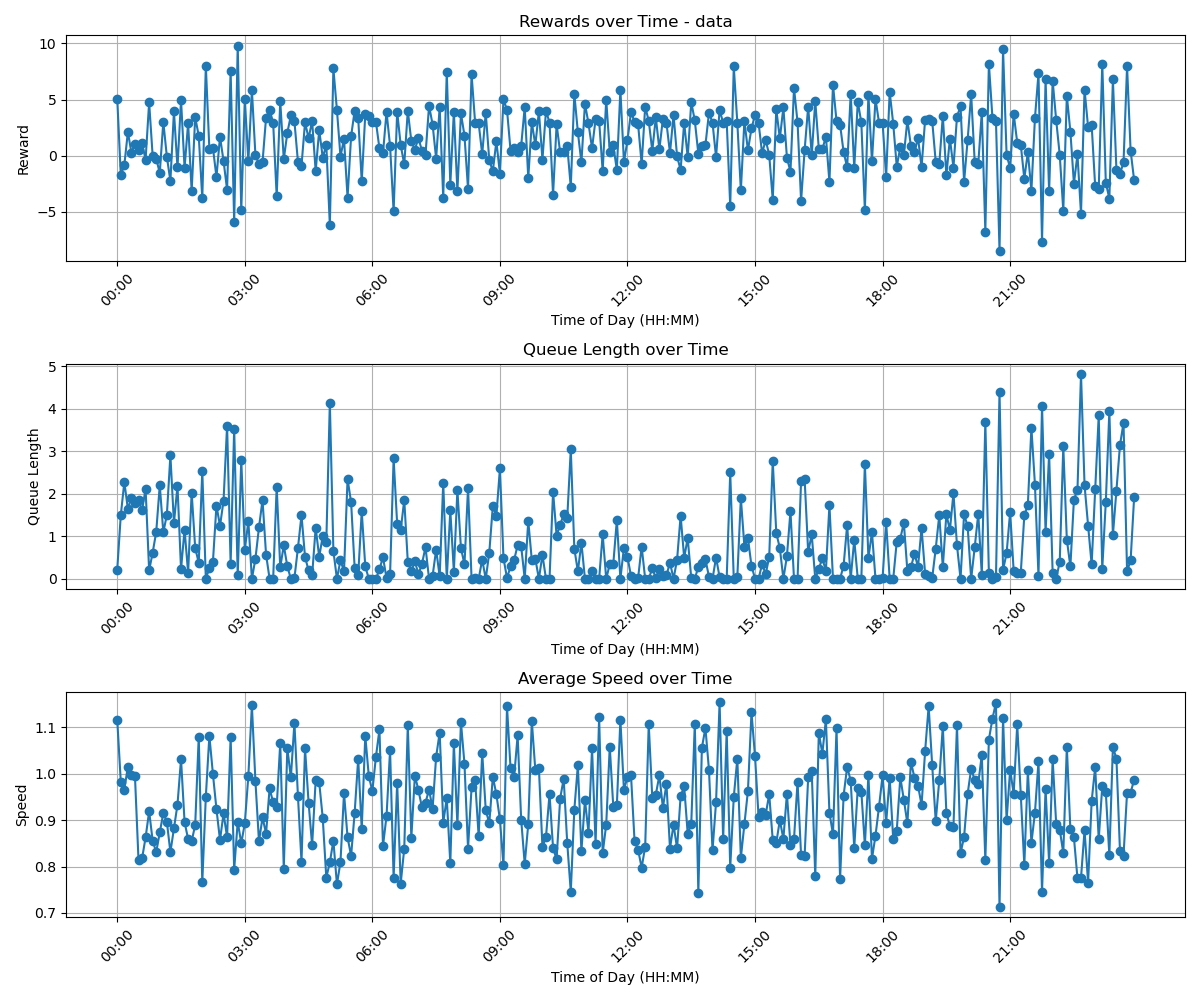 Rewards over Time - data
Reward
10
5
0
−5
00:00 03:00 06:00 09:00 12:00 15:00 18:00 21:00
Time of Day (HH:MM)
Queue Length over Time
Queue Length
5
4
3
2
1
0
00:00 03:00 06:00 09:00 12:00 15:00 18:00 21:00
Time of Day (HH:MM)
Average Speed over Time
Speed
1.1
1.0
0.9
0.8
0.7
00:00 03:00 06:00 09:00 12:00 15:00 18:00 21:00
Time of Day (HH:MM)